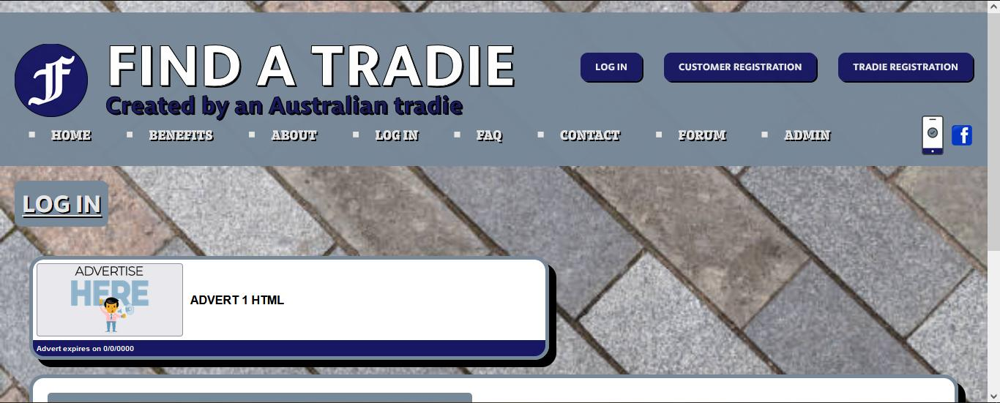 FIND A TRADIE
Created by an Australian tradie
LOG IN
CUSTOMER REGISTRATION
TRADIE REGISTRATION
HOME
BENEFITS
ABOUT
LOG IN
FAQ
CONTACT
FORUM
ADMIN
f
LOG IN
ADVERTISE
HERE
ADVERT 1 HTML
Advert expires on 0/0/0000